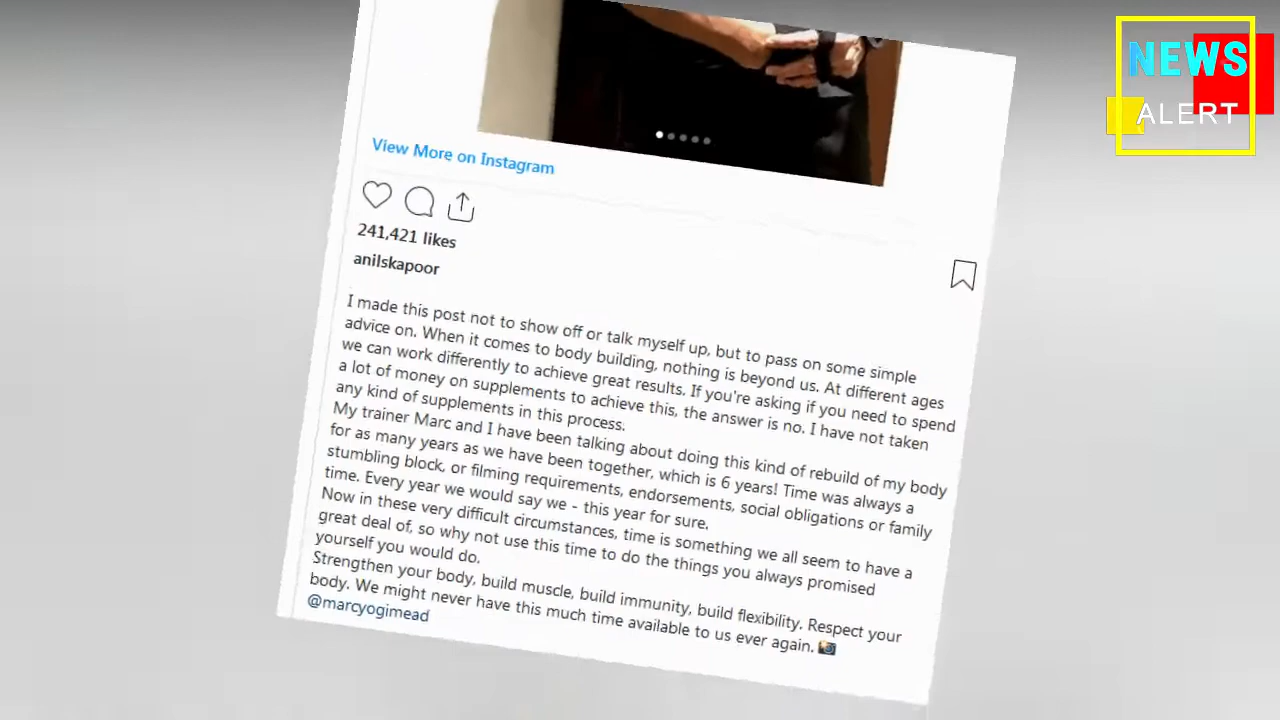 NEWS
ALERT
View More on Instagram
241,421 likes
anilskapoor
I made this post not to show off or talk myself up, but to pass on some simple
advice on. When it comes to body building, nothing is beyond us. At different ages
we can work differently to achieve great results. If you're asking if you need to spend
a lot of money on supplements to achieve this, the answer is no. I have not taken
any kind of supplements in this process.
My trainer Marc and I have been talking about doing this kind of rebuild of my body
for as many years as we have been together, which is 6 years! Time was always a
stumbling block, or filming requirements, endorsements, social obligations or family
time. Every year we would say we - this year for sure.
Now in these very difficult circumstances, time is something we all seem to have a
great deal of, so why not use this time to do the things you always promised
yourself you would do.
Strengthen your body, build muscle, build immunity, build flexibility. Respect your
body. We might never have this much time available to us ever again. 📸
@marcyogimead